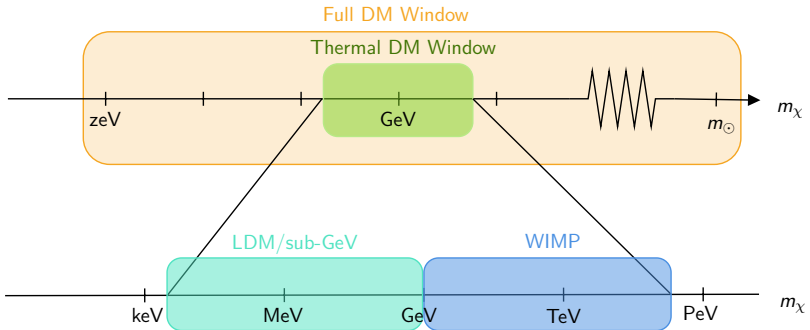 Full DM Window
Thermal DM Window
zeV
GeV
m☉
mχ
LDM/sub-GeV
WIMP
keV
MeV
GeV
TeV
PeV
mχ